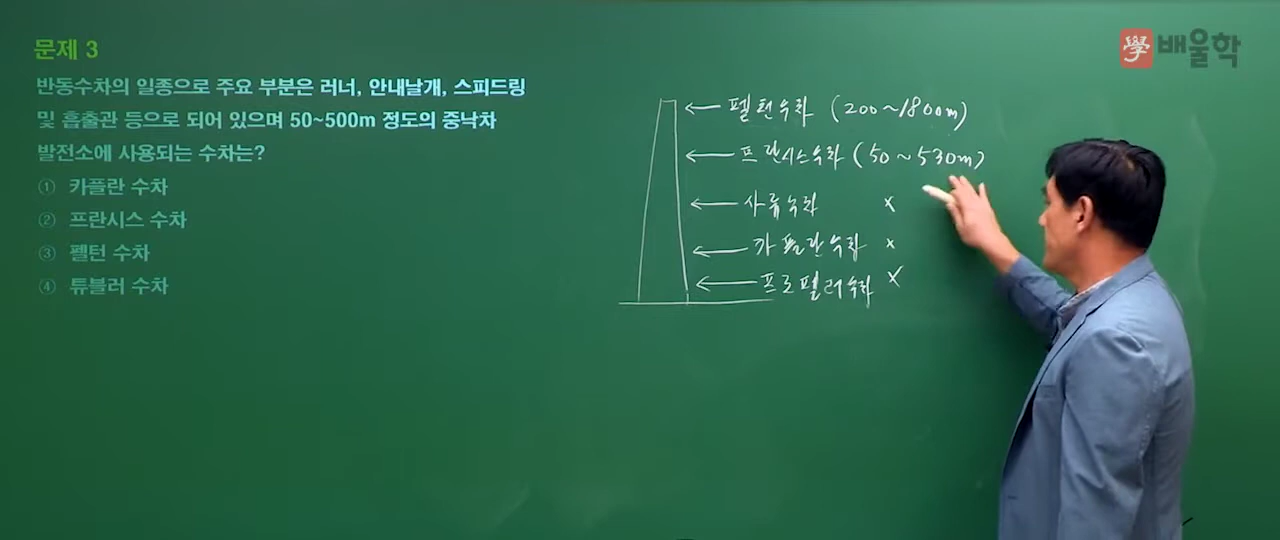 學 배울학
문제 3
반동수차의 일종으로 주요 부분은 러너, 안내날개, 스피드링
및 흡출관 등으로 되어 있으며 50~500m 정도의 중낙차
발전소에 사용되는 수차는?
① 카플란 수차
② 프란시스 수차
③ 펠턴 수차
④ 튜블러 수차
← 펠턴수차 (200~1800m)
← 프란시스수차 (50~530m)
← 사류수차 ×
← 카플란수차 ×
← 프로펠러수차 ×